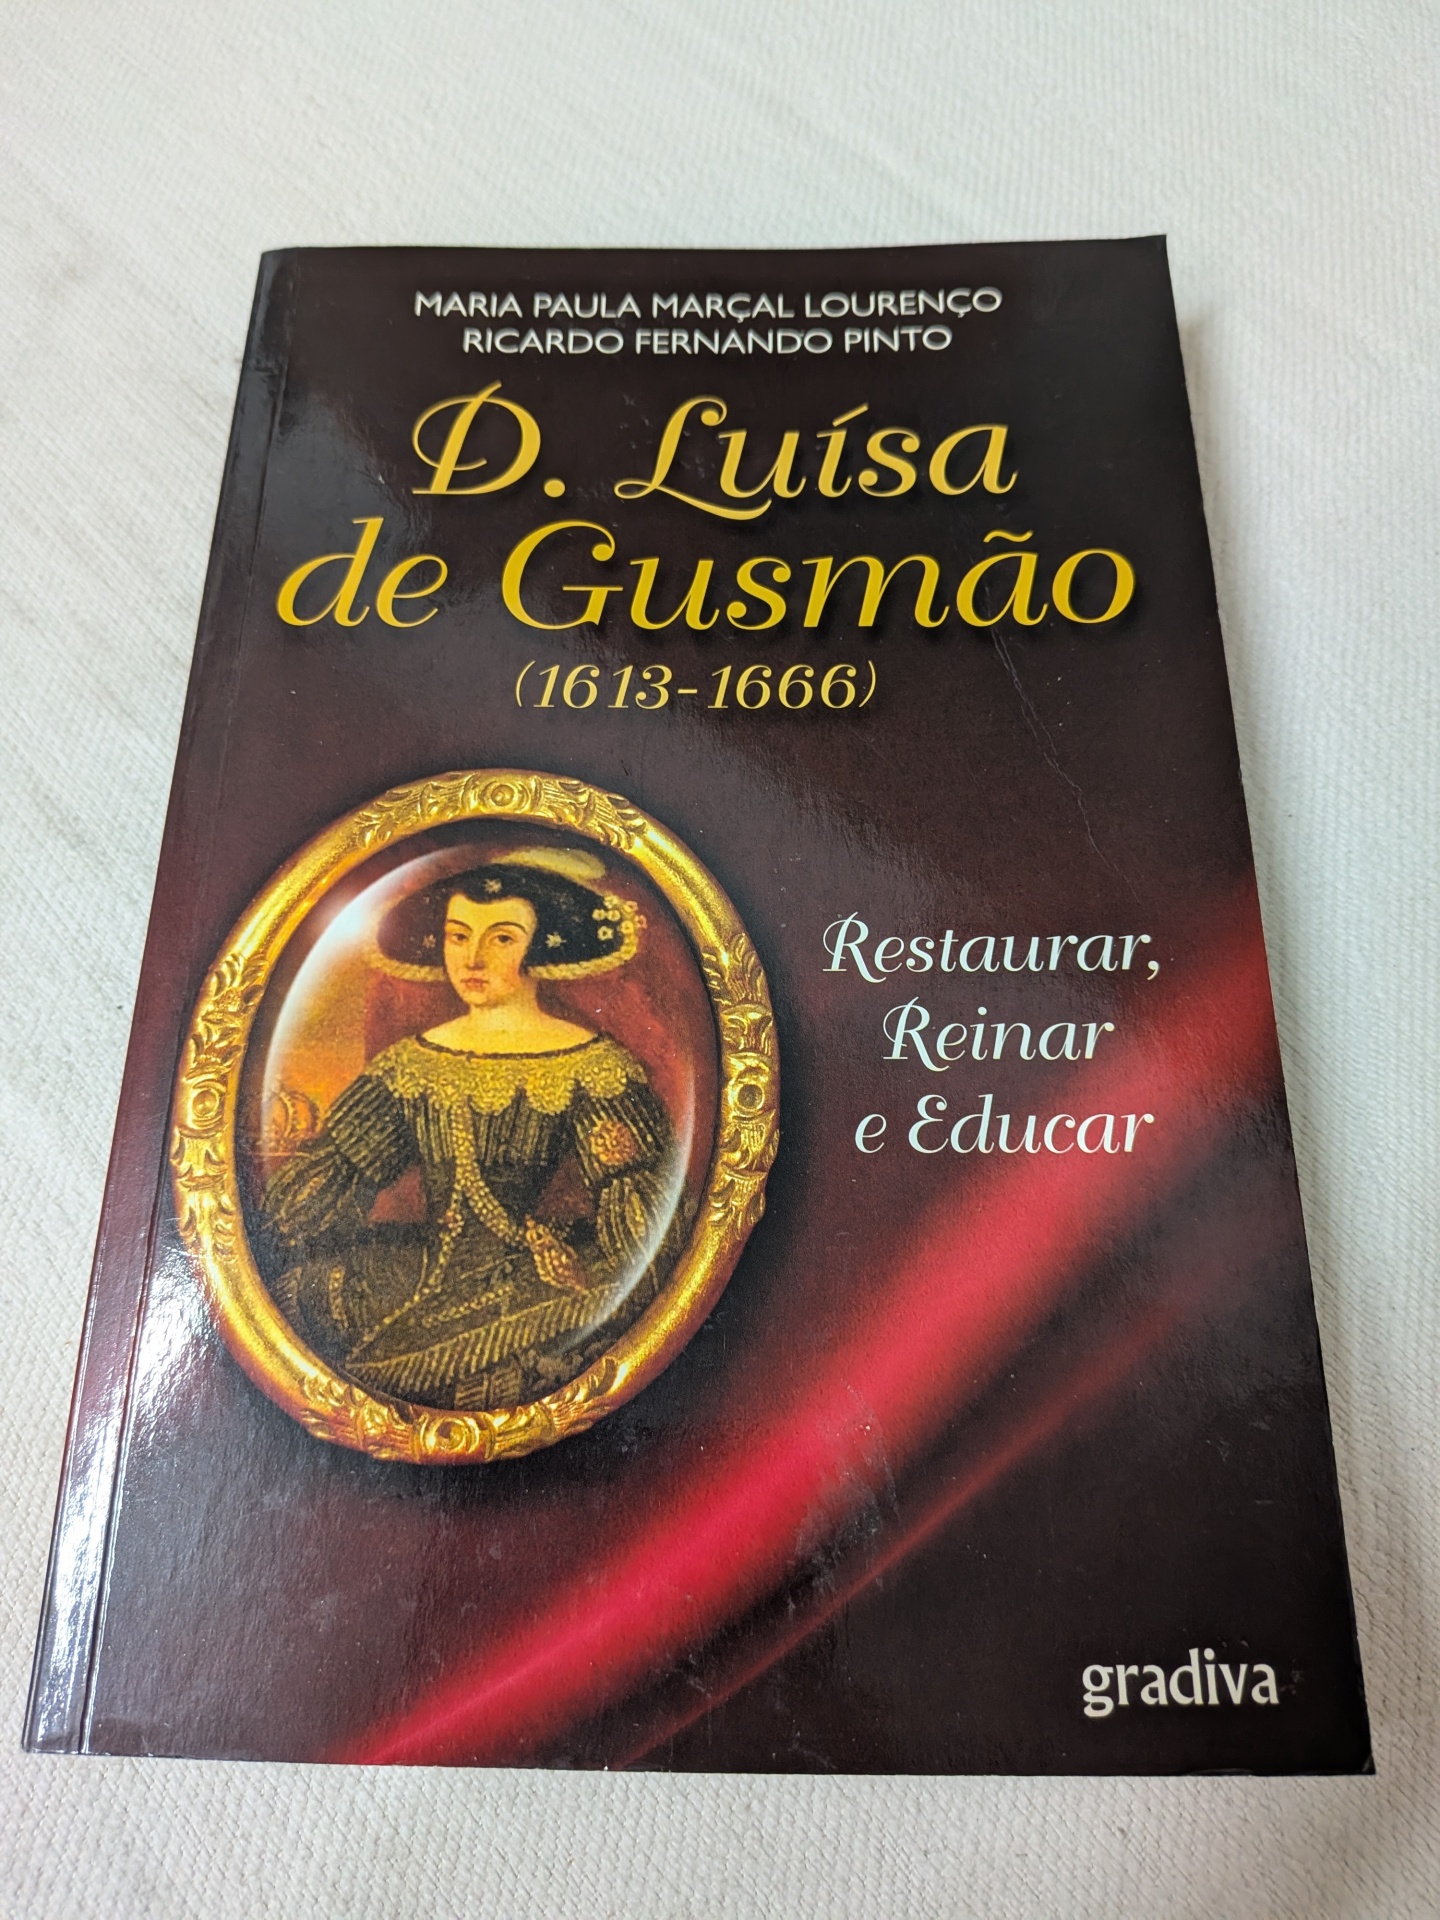 MARIA PAULA MARÇAL LOURENÇO
RICARDO FERNANDO PINTO
D. Luísa
de Gusmão
(1613-1666)
Restaurar,
Reinar
e Educar
gradiva